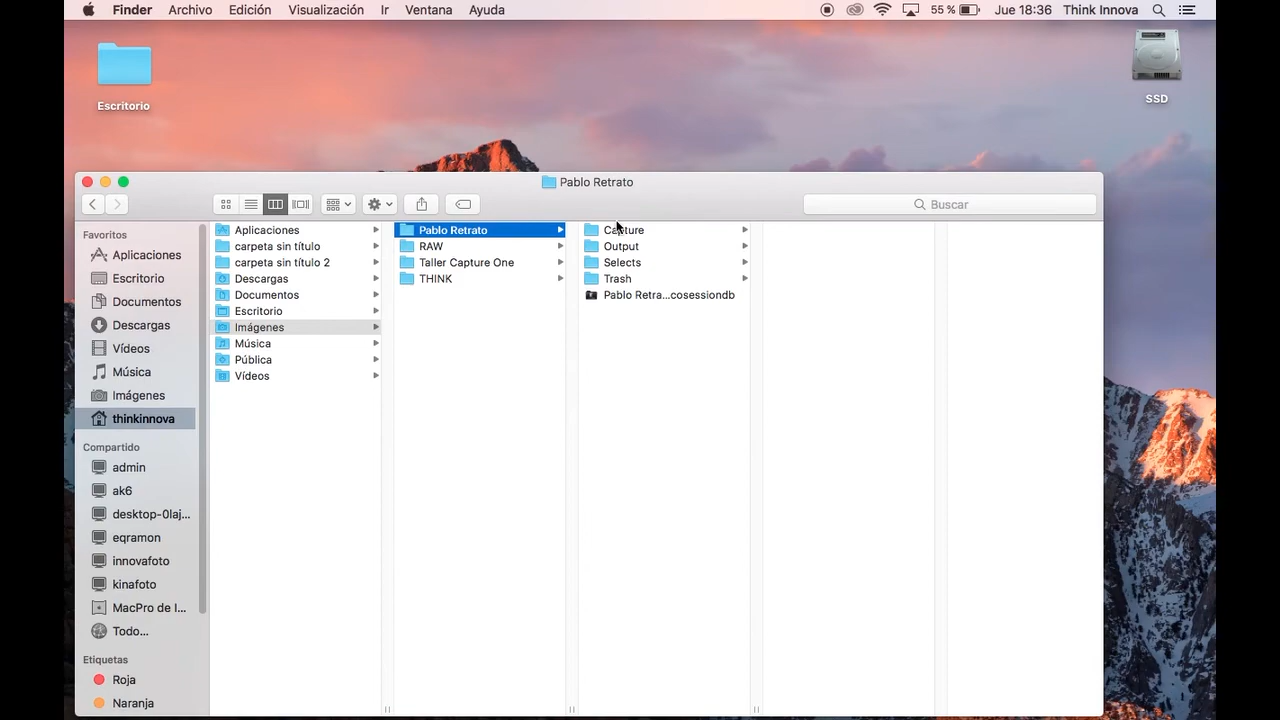 Finder Archivo Edición Visualización Ir Ventana Ayuda 55 % Jue 18:36 Think Innova
Escritorio
SSD
Pablo Retrato
Buscar
Favoritos
Aplicaciones
Escritorio
Documentos
Descargas
Vídeos
Música
Imágenes
thinkinnova
Compartido
admin
ak6
desktop-0laj...
eqramon
innovafoto
kinafoto
MacPro de I...
Todo...
Etiquetas
Roja
Naranja
Aplicaciones
carpeta sin título
carpeta sin título 2
Descargas
Documentos
Escritorio
Imágenes
Música
Pública
Vídeos
Pablo Retrato
RAW
Taller Capture One
THINK
Capture
Output
Selects
Trash
Pablo Retra...cosessiondb